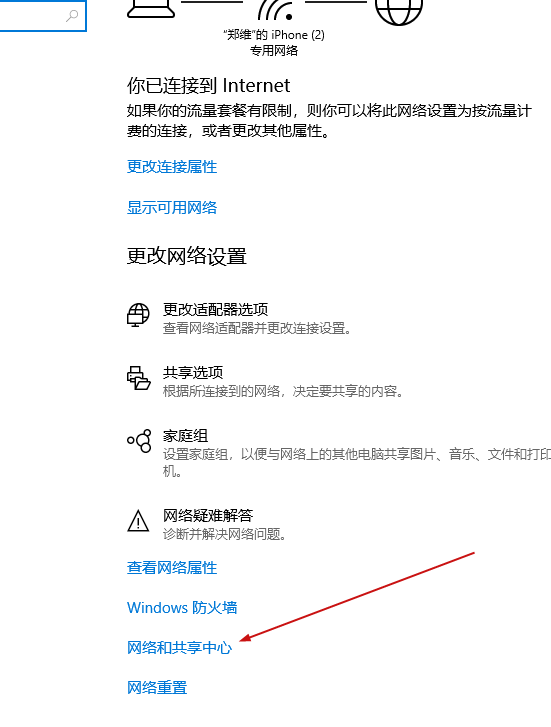 “郑维”的 iPhone (2)
专用网络
你已连接到 Internet
如果你的流量套餐有限制，则你可以将此网络设置为按流量计
费的连接，或者更改其他属性。
更改连接属性
显示可用网络
更改网络设置
更改适配器选项
查看网络适配器并更改连接设置。
共享选项
根据所连接到的网络，决定要共享的内容。
家庭组
设置家庭组，以便与网络上的其他电脑共享图片、音乐、文件和打印
机。
网络疑难解答
诊断并解决网络问题。
查看网络属性
Windows 防火墙
网络和共享中心
网络重置